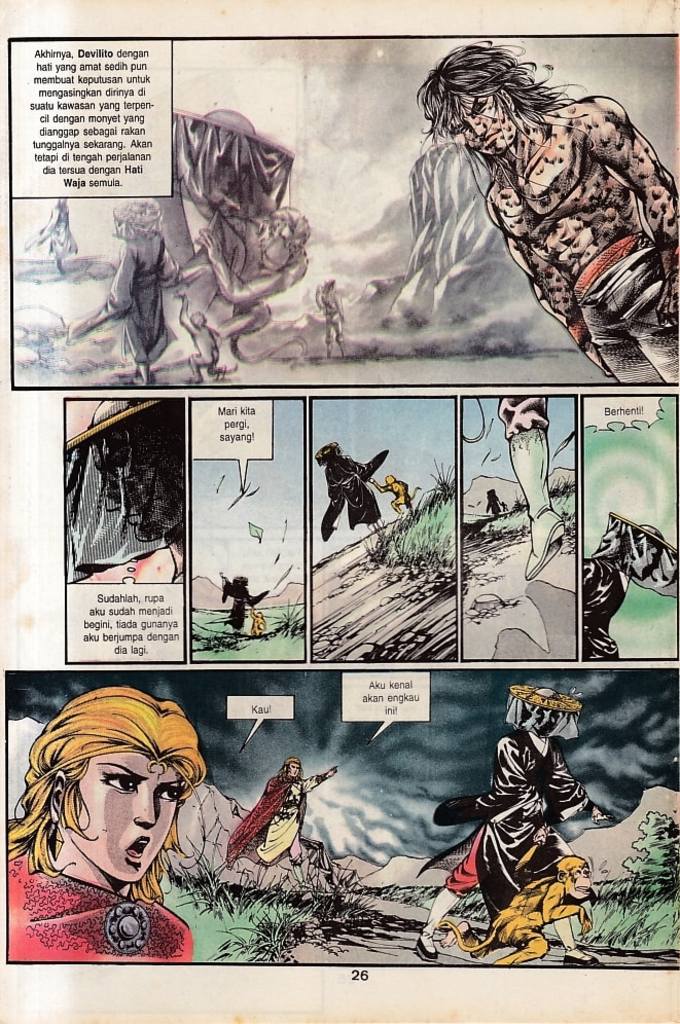 Akhirnya, Devilito dengan
hati yang amat sedih pun
membuat keputusan untuk
mengasingkan dirinya di
suatu kawasan yang terpen-
cil dengan monyet yang
dianggap sebagai rakan
tunggalnya sekarang. Akan
tetapi di tengah perjalanan
dia tersua dengan Hati
Waja semula.
Sudahlah, rupa
aku sudah menjadi
begini, tiada gunanya
aku berjumpa dengan
dia lagi.
Mari kita
pergi,
sayang!
Berhenti!
Kau!
Aku kenal
akan engkau
ini!
26